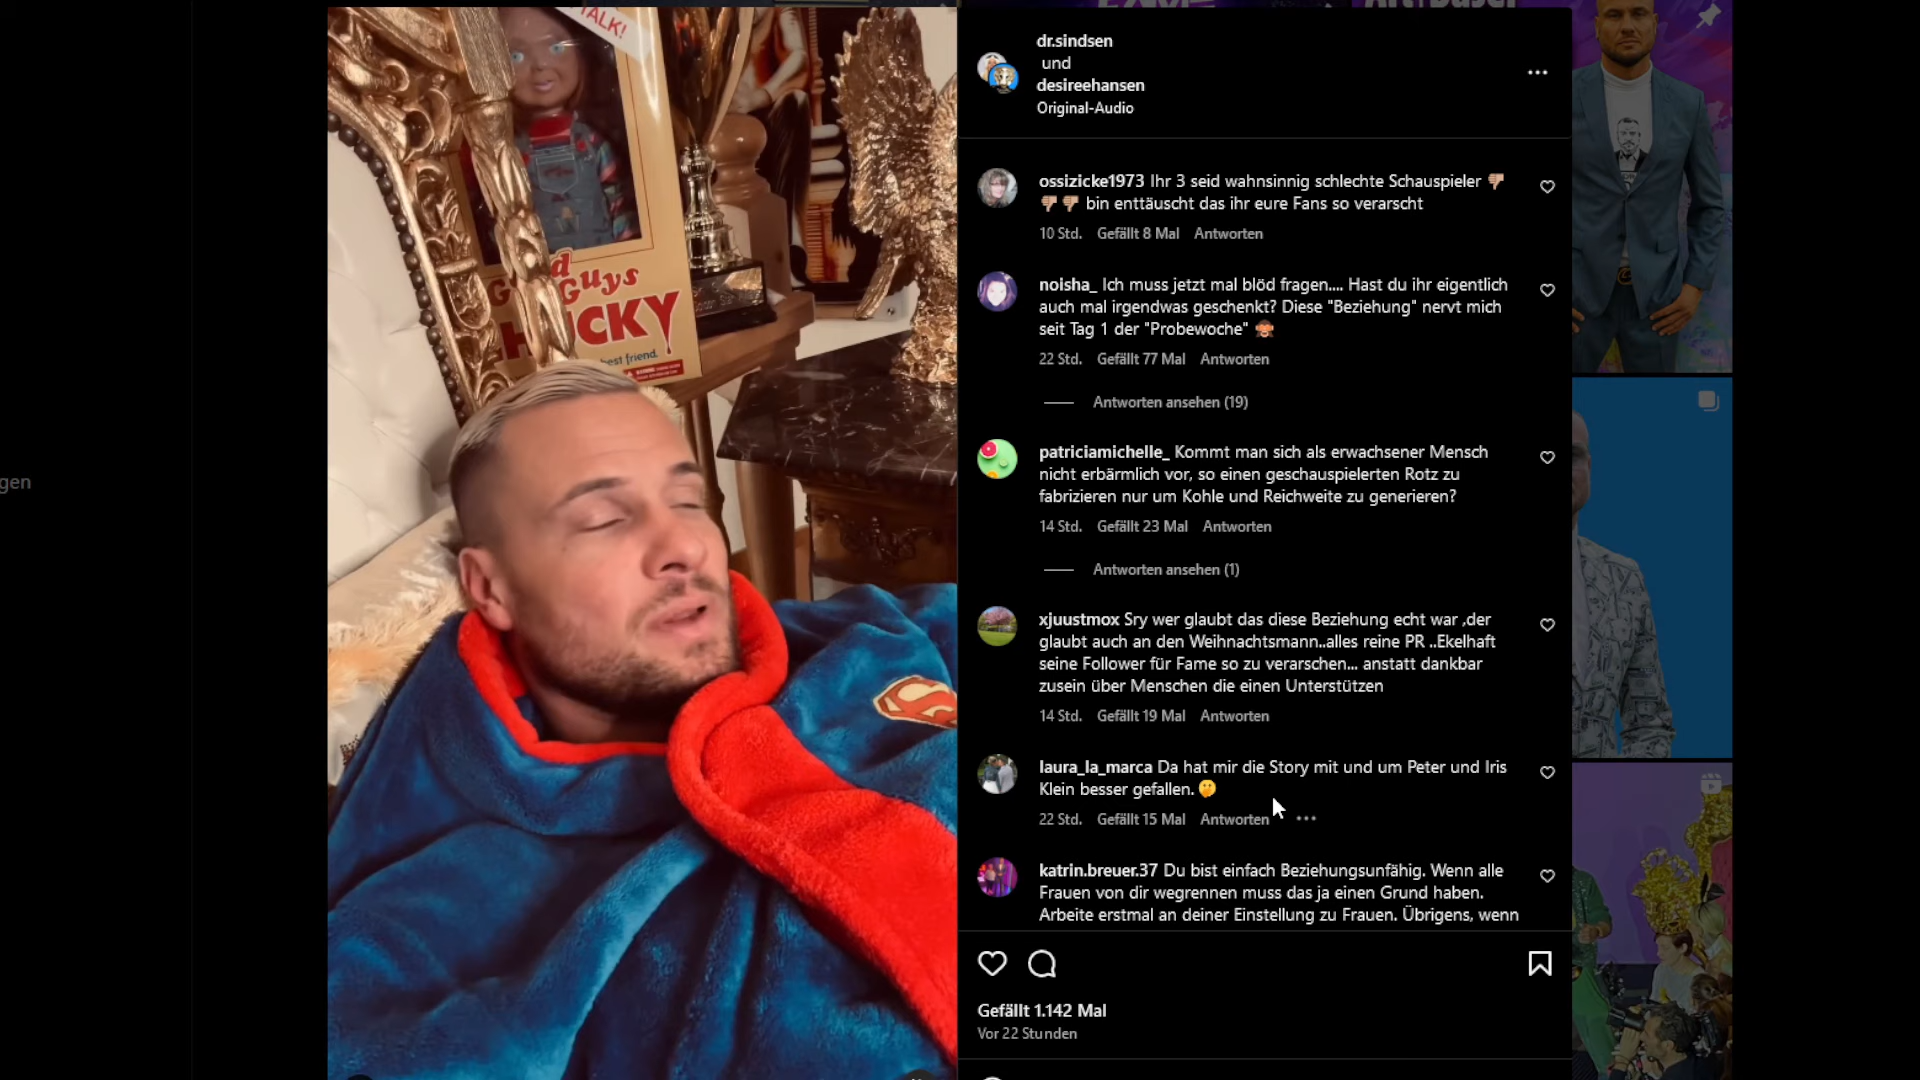 TALK!
Guys
best friend.
gen
dr.sindsen
und
desireehansen
Original-Audio
ossizicke1973 Ihr 3 seid wahnsinnig schlechte Schauspieler 👎🏼
👎🏼👎🏼 bin enttäuscht das ihr eure Fans so verarscht
10 Std. Gefällt 8 Mal Antworten
noisha_ Ich muss jetzt mal blöd fragen.... Hast du ihr eigentlich
auch mal irgendwas geschenkt? Diese "Beziehung" nervt mich
seit Tag 1 der "Probewoche" 🙈
22 Std. Gefällt 77 Mal Antworten
Antworten ansehen (19)
patriciamichelle_ Kommt man sich als erwachsener Mensch
nicht erbärmlich vor, so einen geschauspielerten Rotz zu
fabrizieren nur um Kohle und Reichweite zu generieren?
14 Std. Gefällt 23 Mal Antworten
Antworten ansehen (1)
xjuustmox Sry wer glaubt das diese Beziehung echt war ,der
glaubt auch an den Weihnachtsmann..alles reine PR ..Ekelhaft
seine Follower für Fame so zu verarschen... anstatt dankbar
zusein über Menschen die einen Unterstützen
14 Std. Gefällt 19 Mal Antworten
laura_la_marca Da hat mir die Story mit und um Peter und Iris
Klein besser gefallen. 🤫
22 Std. Gefällt 15 Mal Antworten
katrin.breuer.37 Du bist einfach Beziehungsunfähig. Wenn alle
Frauen von dir wegrennen muss das ja einen Grund haben.
Arbeite erstmal an deiner Einstellung zu Frauen. Übrigens, wenn
Gefällt 1.142 Mal
Vor 22 Stunden